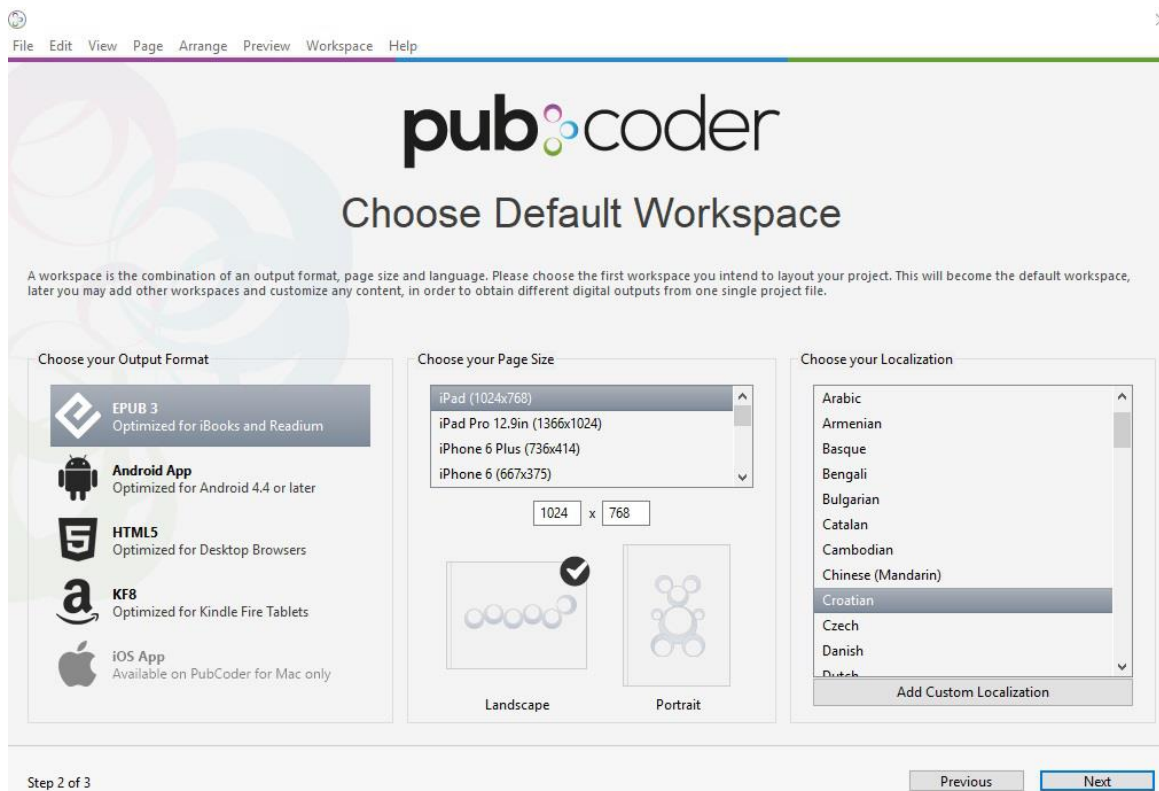 File Edit View Page Arrange Preview Workspace Help
pubcoder
Choose Default Workspace
A workspace is the combination of an output format, page size and language. Please choose the first workspace you intend to layout your project. This will become the default workspace,
later you may add other workspaces and customize any content, in order to obtain different digital outputs from one single project file.
Choose your Output Format
EPUB 3
Optimized for iBooks and Readium
Android App
Optimized for Android 4.4 or later
HTML5
Optimized for Desktop Browsers
KF8
Optimized for Kindle Fire Tablets
iOS App
Available on PubCoder for Mac only
Choose your Page Size
iPad (1024x768)
iPad Pro 12.9in (1366x1024)
iPhone 6 Plus (736x414)
iPhone 6 (667x375)
1024 x 768
Landscape Portrait
Choose your Localization
Arabic
Armenian
Basque
Bengali
Bulgarian
Catalan
Cambodian
Chinese (Mandarin)
Croatian
Czech
Danish
Dutch
Add Custom Localization
Step 2 of 3
Previous Next